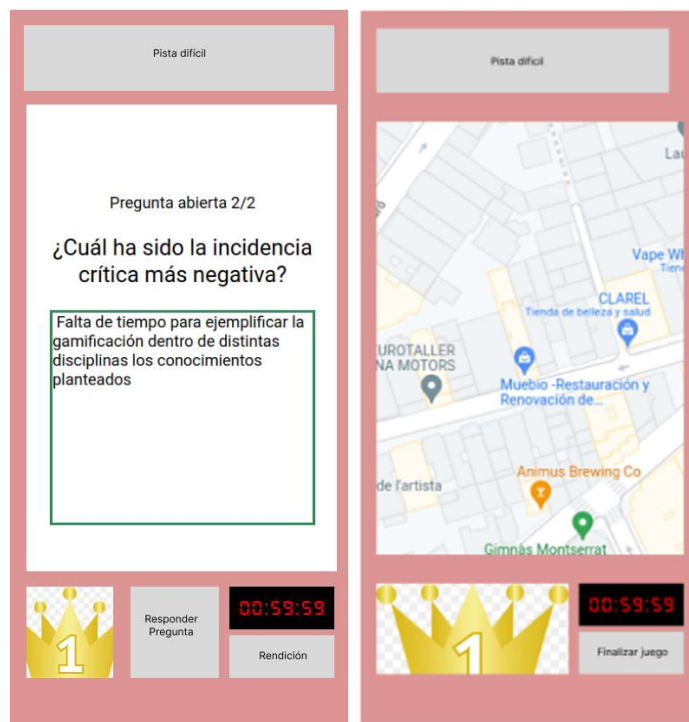 Pista difícil
Pregunta abierta 2/2
¿Cuál ha sido la incidencia
crítica más negativa?
Falta de tiempo para ejemplificar la
gamificación dentro de distintas
disciplinas los conocimientos
planteados
1
Responder
Pregunta
00:59:59
Rendición
Pista difícil
Lau
Vape Wh
Tien
CLAREL
Tienda de belleza y salud
UROTALLER
NA MOTORS
Muebio -Restauración y
Renovación de...
Animus Brewing Co
de l'artista
Gimnàs Montserrat
1
00:59:59
Finalizar juego